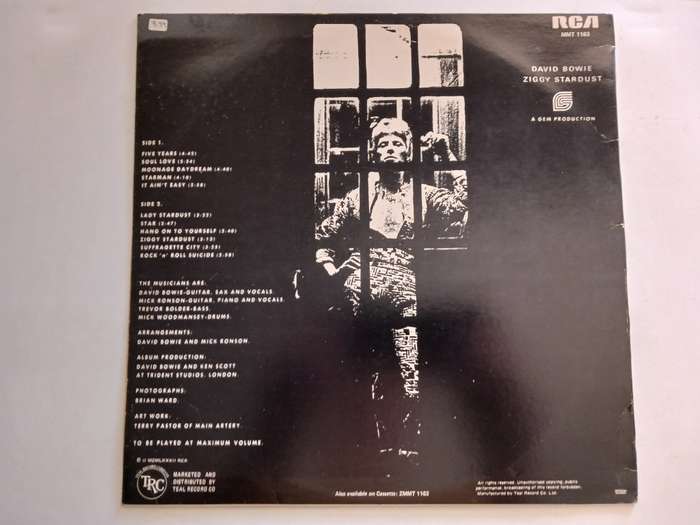 RCA
MMT 1163
DAVID BOWIE
ZIGGY STARDUST
A GEM PRODUCTION
SIDE 1.
FIVE YEARS (4-42)
SOUL LOVE (3-34)
MOONAGE DAYDREAM (4-40)
STARMAN (4-10)
IT AIN'T EASY (2-58)
SIDE 2.
LADY STARDUST (3-22)
STAR (2-47)
HANG ON TO YOURSELF (2-40)
ZIGGY STARDUST (3-13)
SUFFRAGETTE CITY (3-25)
ROCK 'n' ROLL SUICIDE (2-58)
THE MUSICIANS ARE:
DAVID BOWIE-GUITAR, SAX AND VOCALS.
MICK RONSON-GUITAR, PIANO AND VOCALS.
TREVOR BOLDER-BASS.
MICK WOODMANSEY-DRUMS.
ARRANGEMENTS:
DAVID BOWIE AND MICK RONSON.
ALBUM PRODUCTION:
DAVID BOWIE AND KEN SCOTT
AT TRIDENT STUDIOS, LONDON.
PHOTOGRAPHS:
BRIAN WARD.
ART WORK:
TERRY PASTOR OF MAIN ARTERY.
TO BE PLAYED AT MAXIMUM VOLUME.
RCA
TRC
MARKETED AND
DISTRIBUTED BY
TEAL RECORD CO
Also available on Cassette: ZMMT 1163
All rights reserved. Unauthorised copying, public
performance, broadcasting of this record forbidden.
Manufactured by Teal Record Co. Ltd.